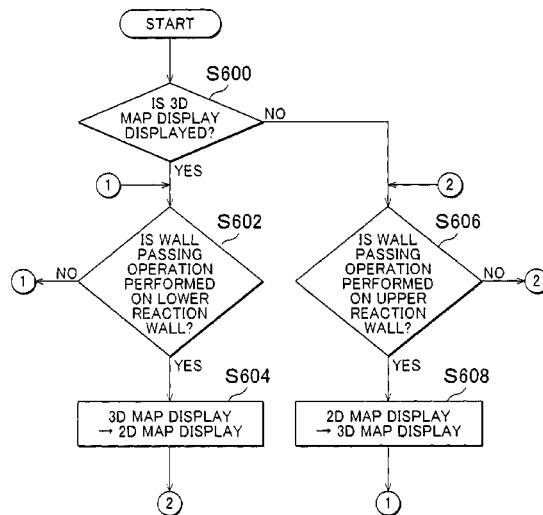 START
S600
IS 3D
MAP DISPLAY
DISPLAYED?
NO
YES
1
2
S602
IS WALL
PASSING
OPERATION
PERFORMED
ON LOWER
REACTION
WALL?
NO
1
YES
S606
IS WALL
PASSING
OPERATION
PERFORMED
ON UPPER
REACTION
WALL?
NO
2
YES
S604
3D MAP DISPLAY
→ 2D MAP DISPLAY
S608
2D MAP DISPLAY
→ 3D MAP DISPLAY
2
1